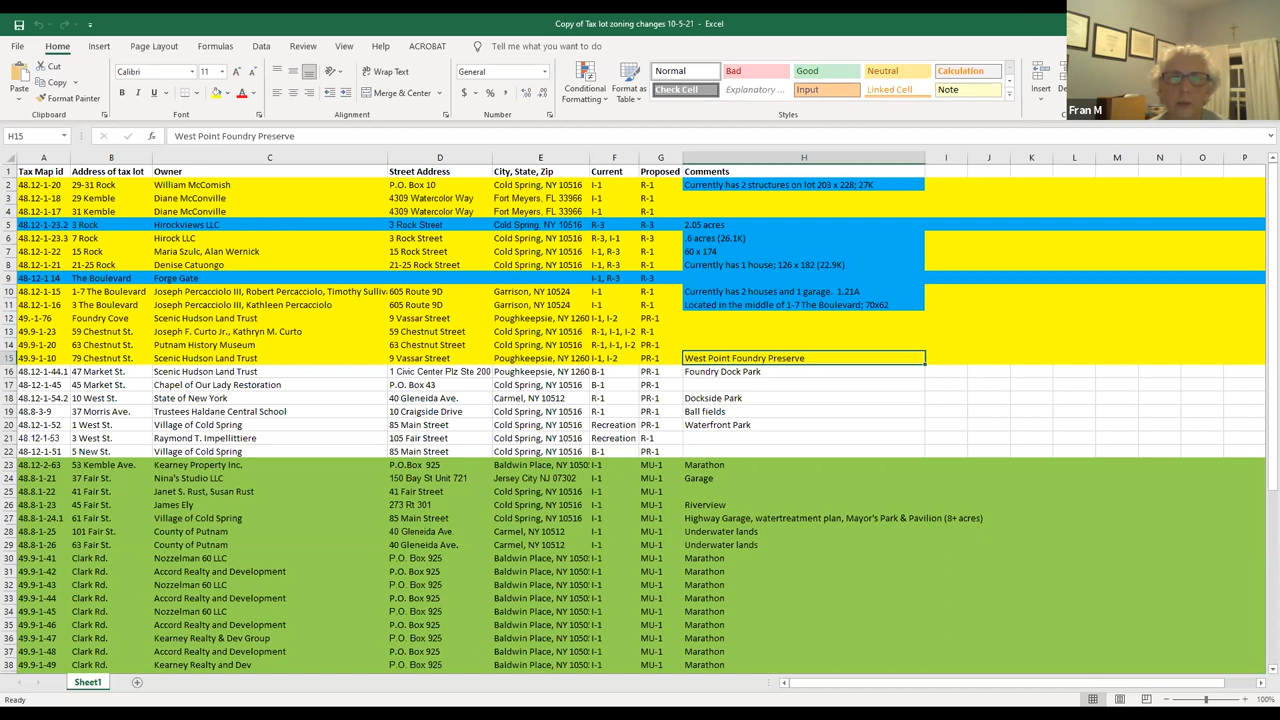 Copy of Tax lot zoning changes 10-5-21 - Excel
File Home Insert Page Layout Formulas Data Review View Help ACROBAT Tell me what you want to do
Paste Cut Copy Format Painter Clipboard
Calibri 11 B I U Font
Wrap Text Merge & Center Alignment
General $ % Number
Conditional Formatting Format as Table
Normal Bad Good Neutral Calculation
Check Cell Explanatory ... Input Linked Cell Note
Styles
Insert
Fran M
H15 fx West Point Foundry Preserve
A B C D E F G H I J K L M N O P
1 Tax Map id Address of tax lot Owner Street Address City, State, Zip Current Proposed Comments
2 48.12-1-20 29-31 Rock William McComish P.O. Box 10 Cold Spring, NY 10516 I-1 R-1 Currently has 2 structures on lot 203 x 228; 27K
3 48.12-1-18 29 Kemble Diane McConville 4309 Watercolor Way Fort Meyers, FL 33966 I-1 R-1
4 48.12-1-17 31 Kemble Diane McConville 4309 Watercolor Way Fort Meyers, FL 33966 I-1 R-1
5 48.12-1-23.2 3 Rock Hirockviews LLC 3 Rock Street Cold Spring, NY 10516 R-3 R-3 2.05 acres
6 48.12-1-23.3 7 Rock Hirock LLC 3 Rock Street Cold Spring, NY 10516 R-3, I-1 R-3 .6 acres (26.1K)
7 48.12-1-22 15 Rock Maria Szulc, Alan Wernick 15 Rock Street Cold Spring, NY 10516 I-1, R-3 R-1 60 x 174
8 48.12-1-21 21-25 Rock Denise Catuongo 21-25 Rock Street Cold Spring, NY 10516 I-1, R-3 R-1 Currently has 1 house; 126 x 182 (22.9K)
9 48-12-1 14 The Boulevard Forge Gate I-1, R-3 R-3
10 48.12-1-15 1-7 The Boulevard Joseph Percacciolo III, Robert Percacciolo, Timothy Sulliv 605 Route 9D Garrison, NY 10524 I-1 R-1 Currently has 2 houses and 1 garage. 1.21A
11 48.12-1-16 3 The Boulevard Joseph Percacciolo III, Kathleen Percacciolo 605 Route 9D Garrison, NY 10524 I-1 R-1 Located in the middle of 1-7 The Boulevard; 70x62
12 49.-1-76 Foundry Cove Scenic Hudson Land Trust 9 Vassar Street Poughkeepsie, NY 1260 I-1, I-2 PR-1
13 49.9-1-23 59 Chestnut St. Joseph F. Curto Jr., Kathryn M. Curto 59 Chestnut Street Cold Spring, NY 10516 R-1, I-1, I-2 PR-1
14 49.9-1-20 63 Chestnut St. Putnam History Museum 63 Chestnut Street Cold Spring, NY 10516 R-1, I-2 PR-1
15 49.9-1-10 79 Chestnut St. Scenic Hudson Land Trust 9 Vassar Street Poughkeepsie, NY 1260 I-1, I-2 PR-1 West Point Foundry Preserve
16 48.12-1-44.1 47 Market St. Scenic Hudson Land Trust 1 Civic Center Plz Ste 200 Poughkeepsie, NY 1260 B-1 PR-1 Foundry Dock Park
17 48.12-1-45 45 Market St. Chapel of Our Lady Restoration P.O. Box 43 Cold Spring, NY 10516 B-1 PR-1
18 48.12-1-54.2 10 West St. State of New York 40 Gleneida Ave. Carmel, NY 10512 R-1 PR-1 Dockside Park
19 48.8-3-9 37 Morris Ave. Trustees Haldane Central School 10 Craigside Drive Cold Spring, NY 10516 R-1 PR-1 Ball fields
20 48.12-1-52 1 West St. Village of Cold Spring 85 Main Street Cold Spring, NY 10516 Recreation PR-1 Waterfront Park
21 48.12-1-53 3 West St. Raymond T. Impellittiere 105 Fair Street Cold Spring, NY 10516 Recreation R-1
22 48-12-1-51 5 New St. Village of Cold Spring 85 Main Street Cold Spring, NY 10516 B-1 PR-1
23 48.12-2-63 53 Kemble Ave. Kearney Property Inc. P.O.Box 925 Baldwin Place, NY 1050 I-1 MU-1 Marathon
24 48.8-1-21 37 Fair St. Nina's Studio LLC 150 Bay St Unit 721 Jersey City NJ 07302 I-1 MU-1 Garage
25 48.8-1-22 41 Fair St. Janet S. Rust, Susan Rust 41 Fair Street Cold Spring, NY 10516 I-1 MU-1
26 48.8-1-23 45 Fair St. James Ely 273 Rt 301 Cold Spring, NY 10516 I-1 MU-1 Riverview
27 48.8-1-24.1 61 Fair St. Village of Cold Spring 85 Main Street Cold Spring, NY 10516 I-1 MU-1 Highway Garage, watertreatment plan, Mayor's Park & Pavilion (8+ acres)
28 48.8-1-25 101 Fair St. County of Putnam 40 Gleneida Ave. Carmel, NY 10512 I-1 MU-1 Underwater lands
29 48.8-1-26 63 Fair St. County of Putnam 40 Gleneida Ave. Carmel, NY 10512 I-1 MU-1 Underwater lands
30 49.9-1-41 Clark Rd. Nozzelman 60 LLC P.O. Box 925 Baldwin Place, NY 1050 I-1 MU-1 Marathon
31 49.9-1-42 Clark Rd. Accord Realty and Development P.O. Box 925 Baldwin Place, NY 1050 I-1 MU-1 Marathon
32 49.9-1-43 Clark Rd. Nozzelman 60 LLC P.O. Box 925 Baldwin Place, NY 1050 I-1 MU-1 Marathon
33 49.9-1-44 Clark Rd. Accord Realty and Development P.O. Box 925 Baldwin Place, NY 1050 I-1 MU-1 Marathon
34 49.9-1-45 Clark Rd. Nozzelman 60 LLC P.O. Box 925 Baldwin Place, NY 1050 I-1 MU-1 Marathon
35 49.9-1-46 Clark Rd. Accord Realty and Development P.O. Box 925 Baldwin Place, NY 1050 I-1 MU-1 Marathon
36 49.9-1-47 Clark Rd. Kearney Realty & Dev Group P.O. Box 925 Baldwin Place, NY 1050 I-1 MU-1 Marathon
37 49.9-1-48 Clark Rd. Accord Realty and Development P.O. Box 925 Baldwin Place, NY 1050 I-1 MU-1 Marathon
38 49.9-1-49 Clark Rd. Kearney Realty and Dev P.O. Box 925 Baldwin Place, NY 1050 I-1 MU-1 Marathon
Sheet1
Ready 100%